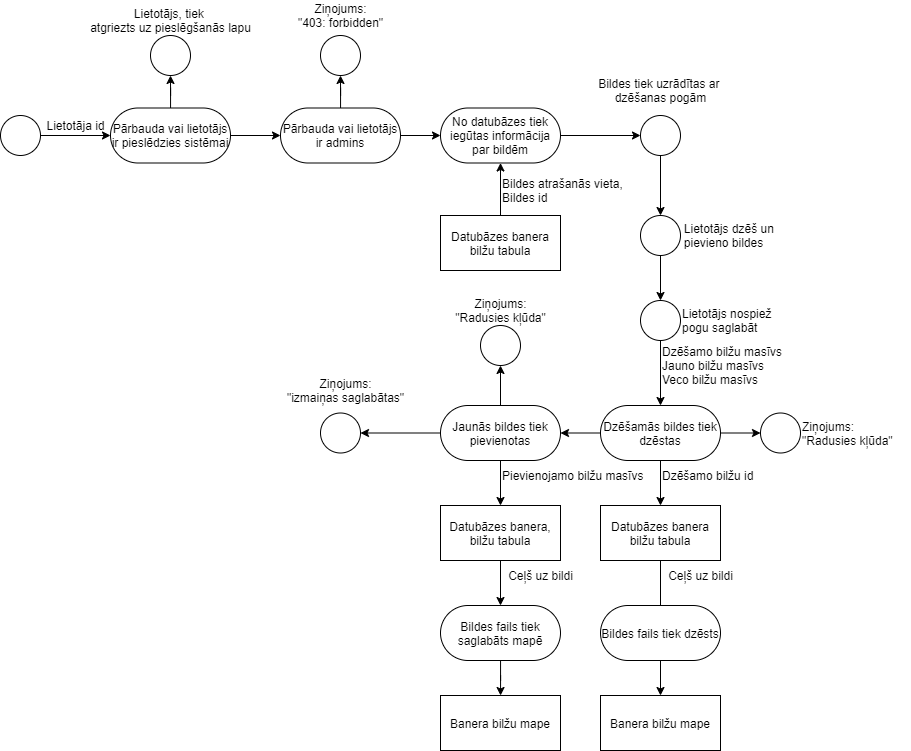 Lietotājs, tiek
atgriezts uz pieslēgšanās lapu
Ziņojums:
"403: forbidden"
Bildes tiek uzrādītas ar
dzēšanas pogām
Lietotāja id
Pārbauda vai lietotājs
ir pieslēdzies sistēmai
Pārbauda vai lietotājs
ir admins
No datubāzes tiek
iegūtas informācija
par bildēm
Bildes atrašanās vieta,
Bildes id
Datubāzes banera
bilžu tabula
Lietotājs dzēš un
pievieno bildes
Lietotājs nospiež
pogu saglabāt
Ziņojums:
"Radusies kļūda"
Dzēšamo bilžu masīvs
Jauno bilžu masīvs
Veco bilžu masīvs
Ziņojums:
"izmaiņas saglabātas"
Jaunās bildes tiek
pievienotas
Dzēšamās bildes tiek
dzēstas
Ziņojums:
"Radusies kļūda"
Pievienojamo bilžu masīvs
Dzēšamo bilžu id
Datubāzes banera,
bilžu tabula
Datubāzes banera
bilžu tabula
Ceļš uz bildi
Ceļš uz bildi
Bildes fails tiek
saglabāts mapē
Bildes fails tiek dzēsts
Banera bilžu mape
Banera bilžu mape